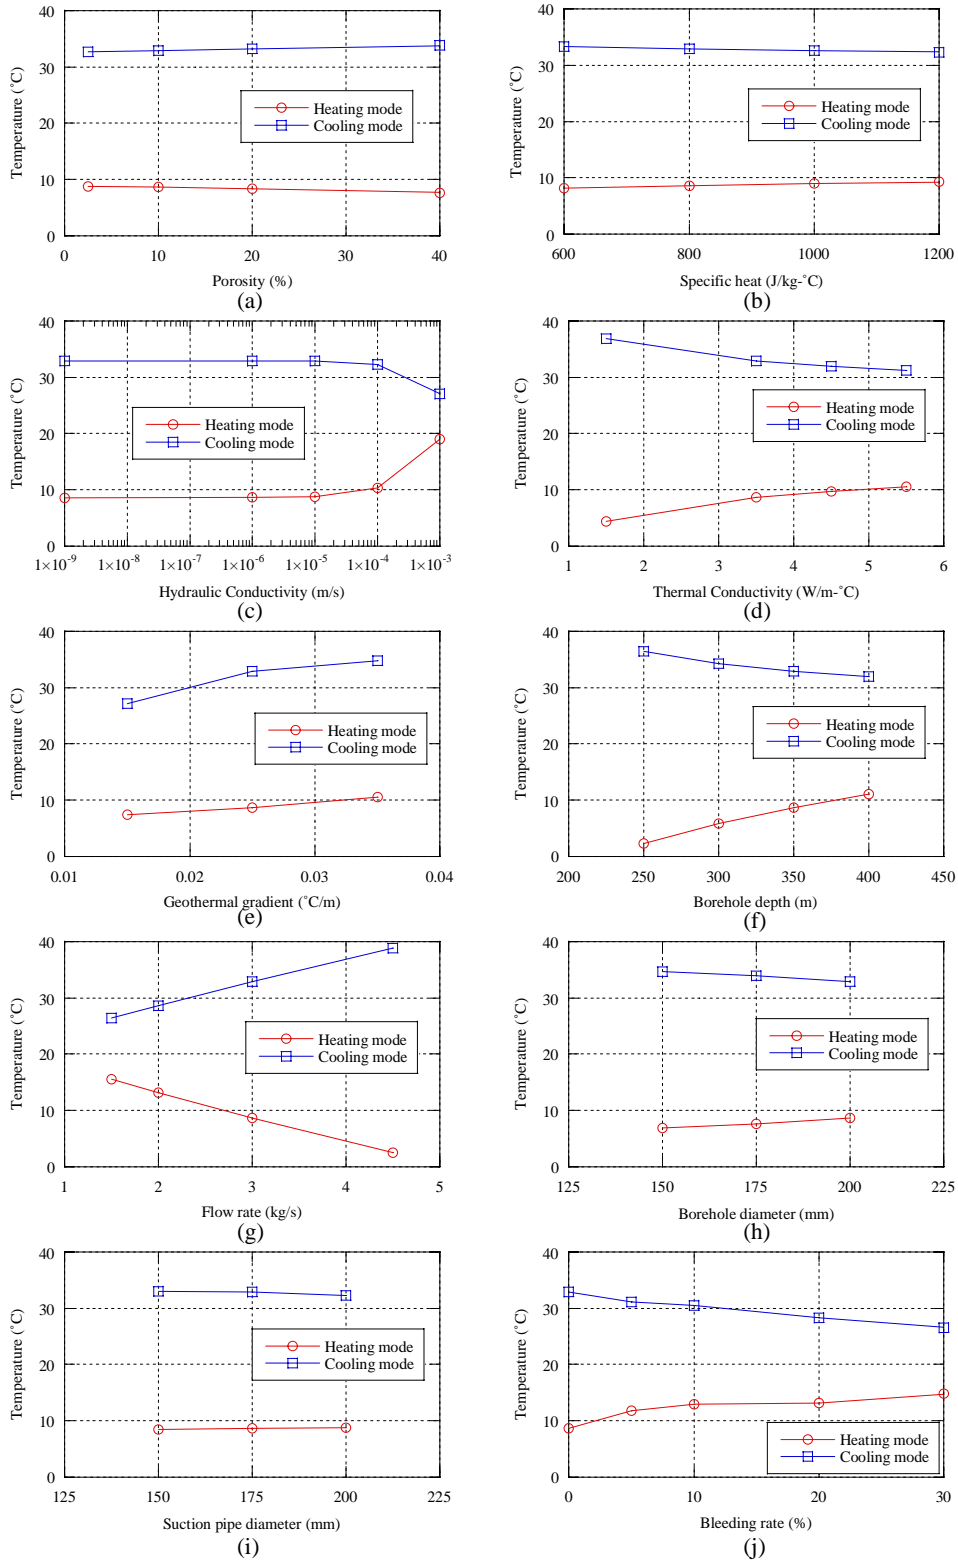 40
30
20
10
0
Temperature (˚C)
Heating mode
Cooling mode
0 10 20 30 40
Porosity (%)
(a)
40
30
20
10
0
Temperature (˚C)
Heating mode
Cooling mode
600 800 1000 1200
Specific heat (J/kg-˚C)
(b)
40
30
20
10
0
Temperature (˚C)
Heating mode
Cooling mode
1×10⁻⁹ 1×10⁻⁸ 1×10⁻⁷ 1×10⁻⁶ 1×10⁻⁵ 1×10⁻⁴ 1×10⁻³
Hydraulic Conductivity (m/s)
(c)
40
30
20
10
0
Temperature (˚C)
Heating mode
Cooling mode
1 2 3 4 5 6
Thermal Conductivity (W/m-˚C)
(d)
40
30
20
10
0
Temperature (˚C)
Heating mode
Cooling mode
0.01 0.02 0.03 0.04
Geothermal gradient (˚C/m)
(e)
40
30
20
10
0
Temperature (˚C)
Heating mode
Cooling mode
200 250 300 350 400 450
Borehole depth (m)
(f)
40
30
20
10
0
Temperature (˚C)
Heating mode
Cooling mode
1 2 3 4 5
Flow rate (kg/s)
(g)
40
30
20
10
0
Temperature (˚C)
Heating mode
Cooling mode
125 150 175 200 225
Borehole diameter (mm)
(h)
40
30
20
10
0
Temperature (˚C)
Heating mode
Cooling mode
125 150 175 200 225
Suction pipe diameter (mm)
(i)
40
30
20
10
0
Temperature (˚C)
Heating mode
Cooling mode
0 10 20 30
Bleeding rate (%)
(j)